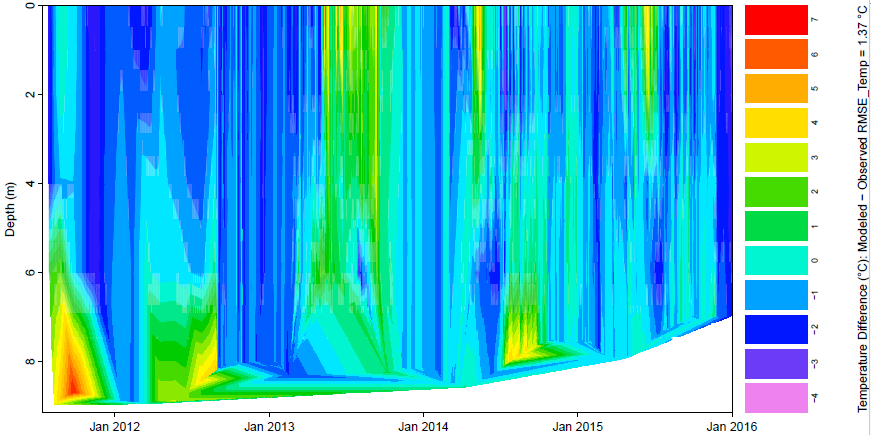 0
2
4
6
8
Depth (m)
Jan 2012
Jan 2013
Jan 2014
Jan 2015
Jan 2016
7
6
5
4
3
2
1
0
−1
−2
−3
−4
Temperature Difference (°C): Modeled − Observed RMSE_Temp = 1.37 °C